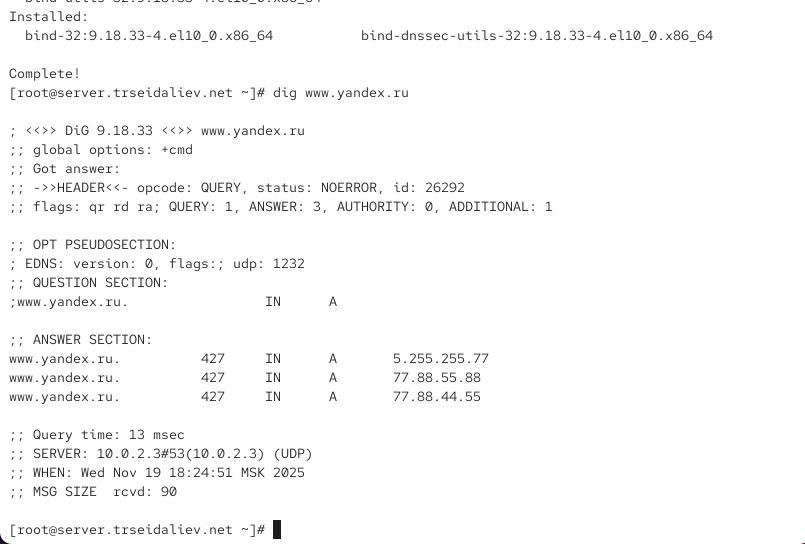 Installed:
  bind-32:9.18.33-4.el10_0.x86_64           bind-dnssec-utils-32:9.18.33-4.el10_0.x86_64
Complete!
[root@server.trseidaliev.net ~]# dig www.yandex.ru
; <<>> DiG 9.18.33 <<>> www.yandex.ru
;; global options: +cmd
;; Got answer:
;; ->>HEADER<<- opcode: QUERY, status: NOERROR, id: 26292
;; flags: qr rd ra; QUERY: 1, ANSWER: 3, AUTHORITY: 0, ADDITIONAL: 1
;; OPT PSEUDOSECTION:
; EDNS: version: 0, flags:; udp: 1232
;; QUESTION SECTION:
;www.yandex.ru.                 IN      A
;; ANSWER SECTION:
www.yandex.ru.          427     IN      A       5.255.255.77
www.yandex.ru.          427     IN      A       77.88.55.88
www.yandex.ru.          427     IN      A       77.88.44.55
;; Query time: 13 msec
;; SERVER: 10.0.2.3#53(10.0.2.3) (UDP)
;; WHEN: Wed Nov 19 18:24:51 MSK 2025
;; MSG SIZE  rcvd: 90
[root@server.trseidaliev.net ~]#